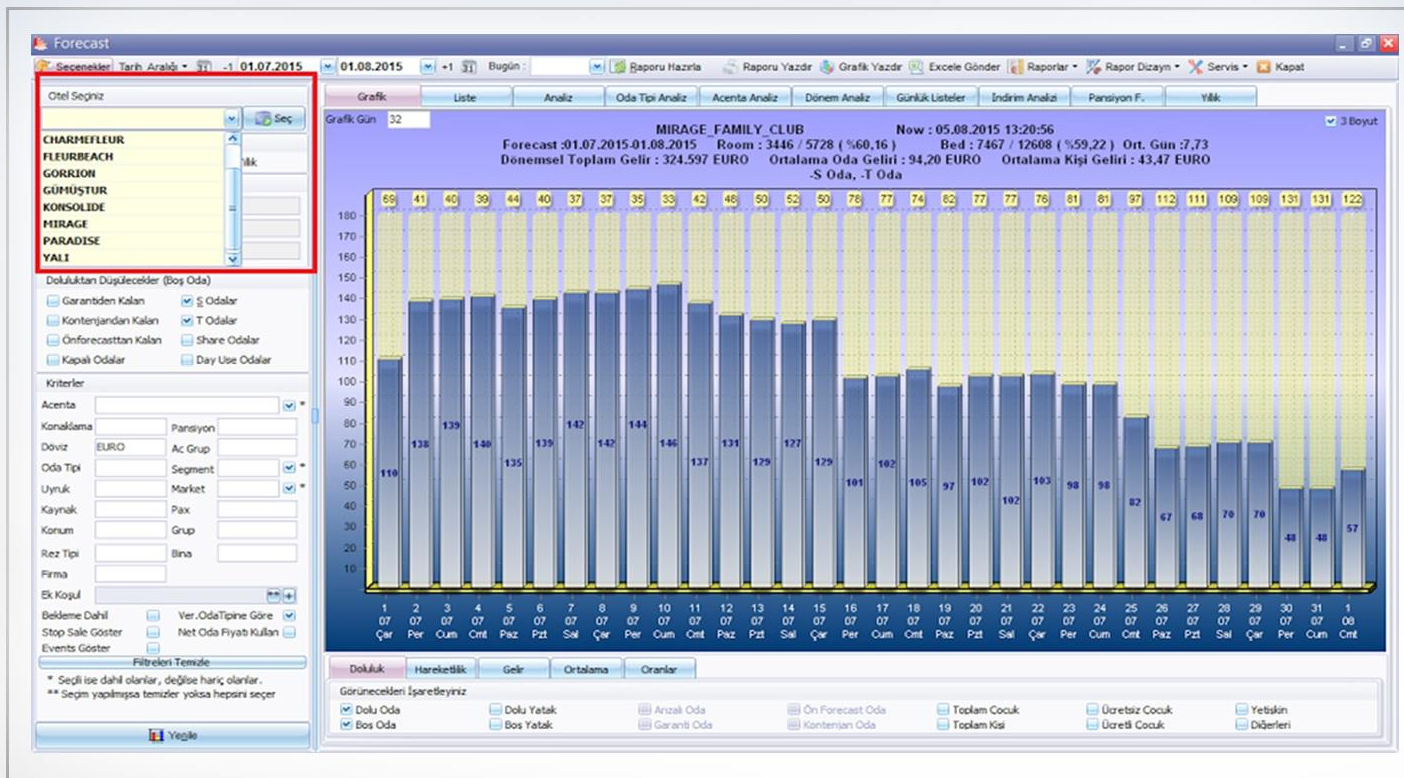 Forecast
Seçenekler Tarih Aralığı 31 -1 01.07.2015 01.08.2015 +1 31 Bugün : Raporu Hazırla Raporu Yazdır Grafik Yazdır Excele Gönder Raporlar Rapor Dizayn Servis Kapat
Otel Seçiniz
Seç
CHARMEFLEUR
FLEURBEACH
GORRION
GÜMÜŞTUR
KONSOLIDE
MIRAGE
PARADISE
YALI
Doluluktan Düşülecekler (Boş Oda)
Garantiden Kalan S Odalar
Kontenjandan Kalan T Odalar
Önforecasttan Kalan Share Odalar
Kapalı Odalar Day Use Odalar
Kriterler
Acenta *
Konaklama Pansiyon
Döviz EURO Ac Grup
Oda Tipi Segment *
Uyruk Market *
Kaynak Pax
Konum Grup
Rez Tipi Bina
Firma
Ek Koşul ** +
Bekleme Dahil Ver.OdaTipine Göre
Stop Sale Göster Net Oda Fiyatı Kullan
Events Göster
Filtreleri Temizle
* Seçili ise dahil olanlar, değilse hariç olanlar.
** Seçim yapılmışsa temizler yoksa hepsini seçer
Yenile
Grafik Liste Analiz Oda Tipi Analiz Acenta Analiz Dönem Analiz Günlük Listeler İndirim Analizi Pansiyon F. Yıllık
Grafik Gün 32
3 Boyut
MIRAGE_FAMILY_CLUB Now : 05.08.2015 13:20:56
Forecast :01.07.2015-01.08.2015 Room : 3446 / 5728 ( %60,16 ) Bed : 7467 / 12608 ( %59,22 ) Ort. Gün :7,73
Dönemsel Toplam Gelir : 324.597 EURO Ortalama Oda Geliri : 94,20 EURO Ortalama Kişi Geliri : 43,47 EURO
-S Oda, -T Oda
69 41 40 39 44 40 37 37 35 33 42 48 50 52 50 78 77 74 82 77 77 76 81 81 97 112 111 109 109 131 131 122
180
170
160
150
140
130
120
110
100
90
80
70
60
50
40
30
20
10
110 138 139 140 135 139 142 142 144 146 137 131 129 127 129 101 102 105 97 102 102 103 98 98 82 67 68 70 70 48 48 57
1 2 3 4 5 6 7 8 9 10 11 12 13 14 15 16 17 18 19 20 21 22 23 24 25 26 27 28 29 30 31 1
07 07 07 07 07 07 07 07 07 07 07 07 07 07 07 07 07 07 07 07 07 07 07 07 07 07 07 07 07 07 07 08
Çar Per Cum Cmt Paz Pzt Sal Çar Per Cum Cmt Paz Pzt Sal Çar Per Cum Cmt Paz Pzt Sal Çar Per Cum Cmt Paz Pzt Sal Çar Per Cum Cmt
Doluluk Hareketlilik Gelir Ortalama Oranlar
Görünecekleri İşaretleyiniz
Dolu Oda Dolu Yatak Arızalı Oda Ön Forecast Oda Toplam Cocuk Ücretsiz Cocuk Yetiskin
Bos Oda Bos Yatak Garanti Oda Kontenjan Oda Toplam Kisi Ücretli Cocuk Diğerleri